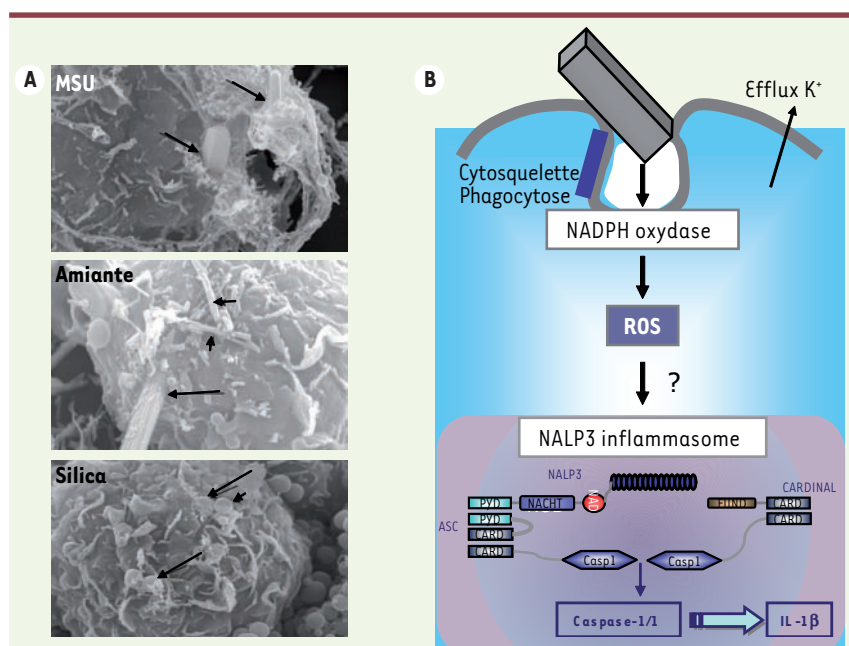 A
MSU
Amiante
Silica
B
Efflux K⁺
Cytosquelette
Phagocytose
NADPH oxydase
ROS
?
NALP3 inflammasome
NALP3
CARDINAL
PYD NACHT NAD FIIND CARD
PYD CARD
ASC
CARD
CARD
Casp1 Casp1
Caspase-1/1 IL-1β